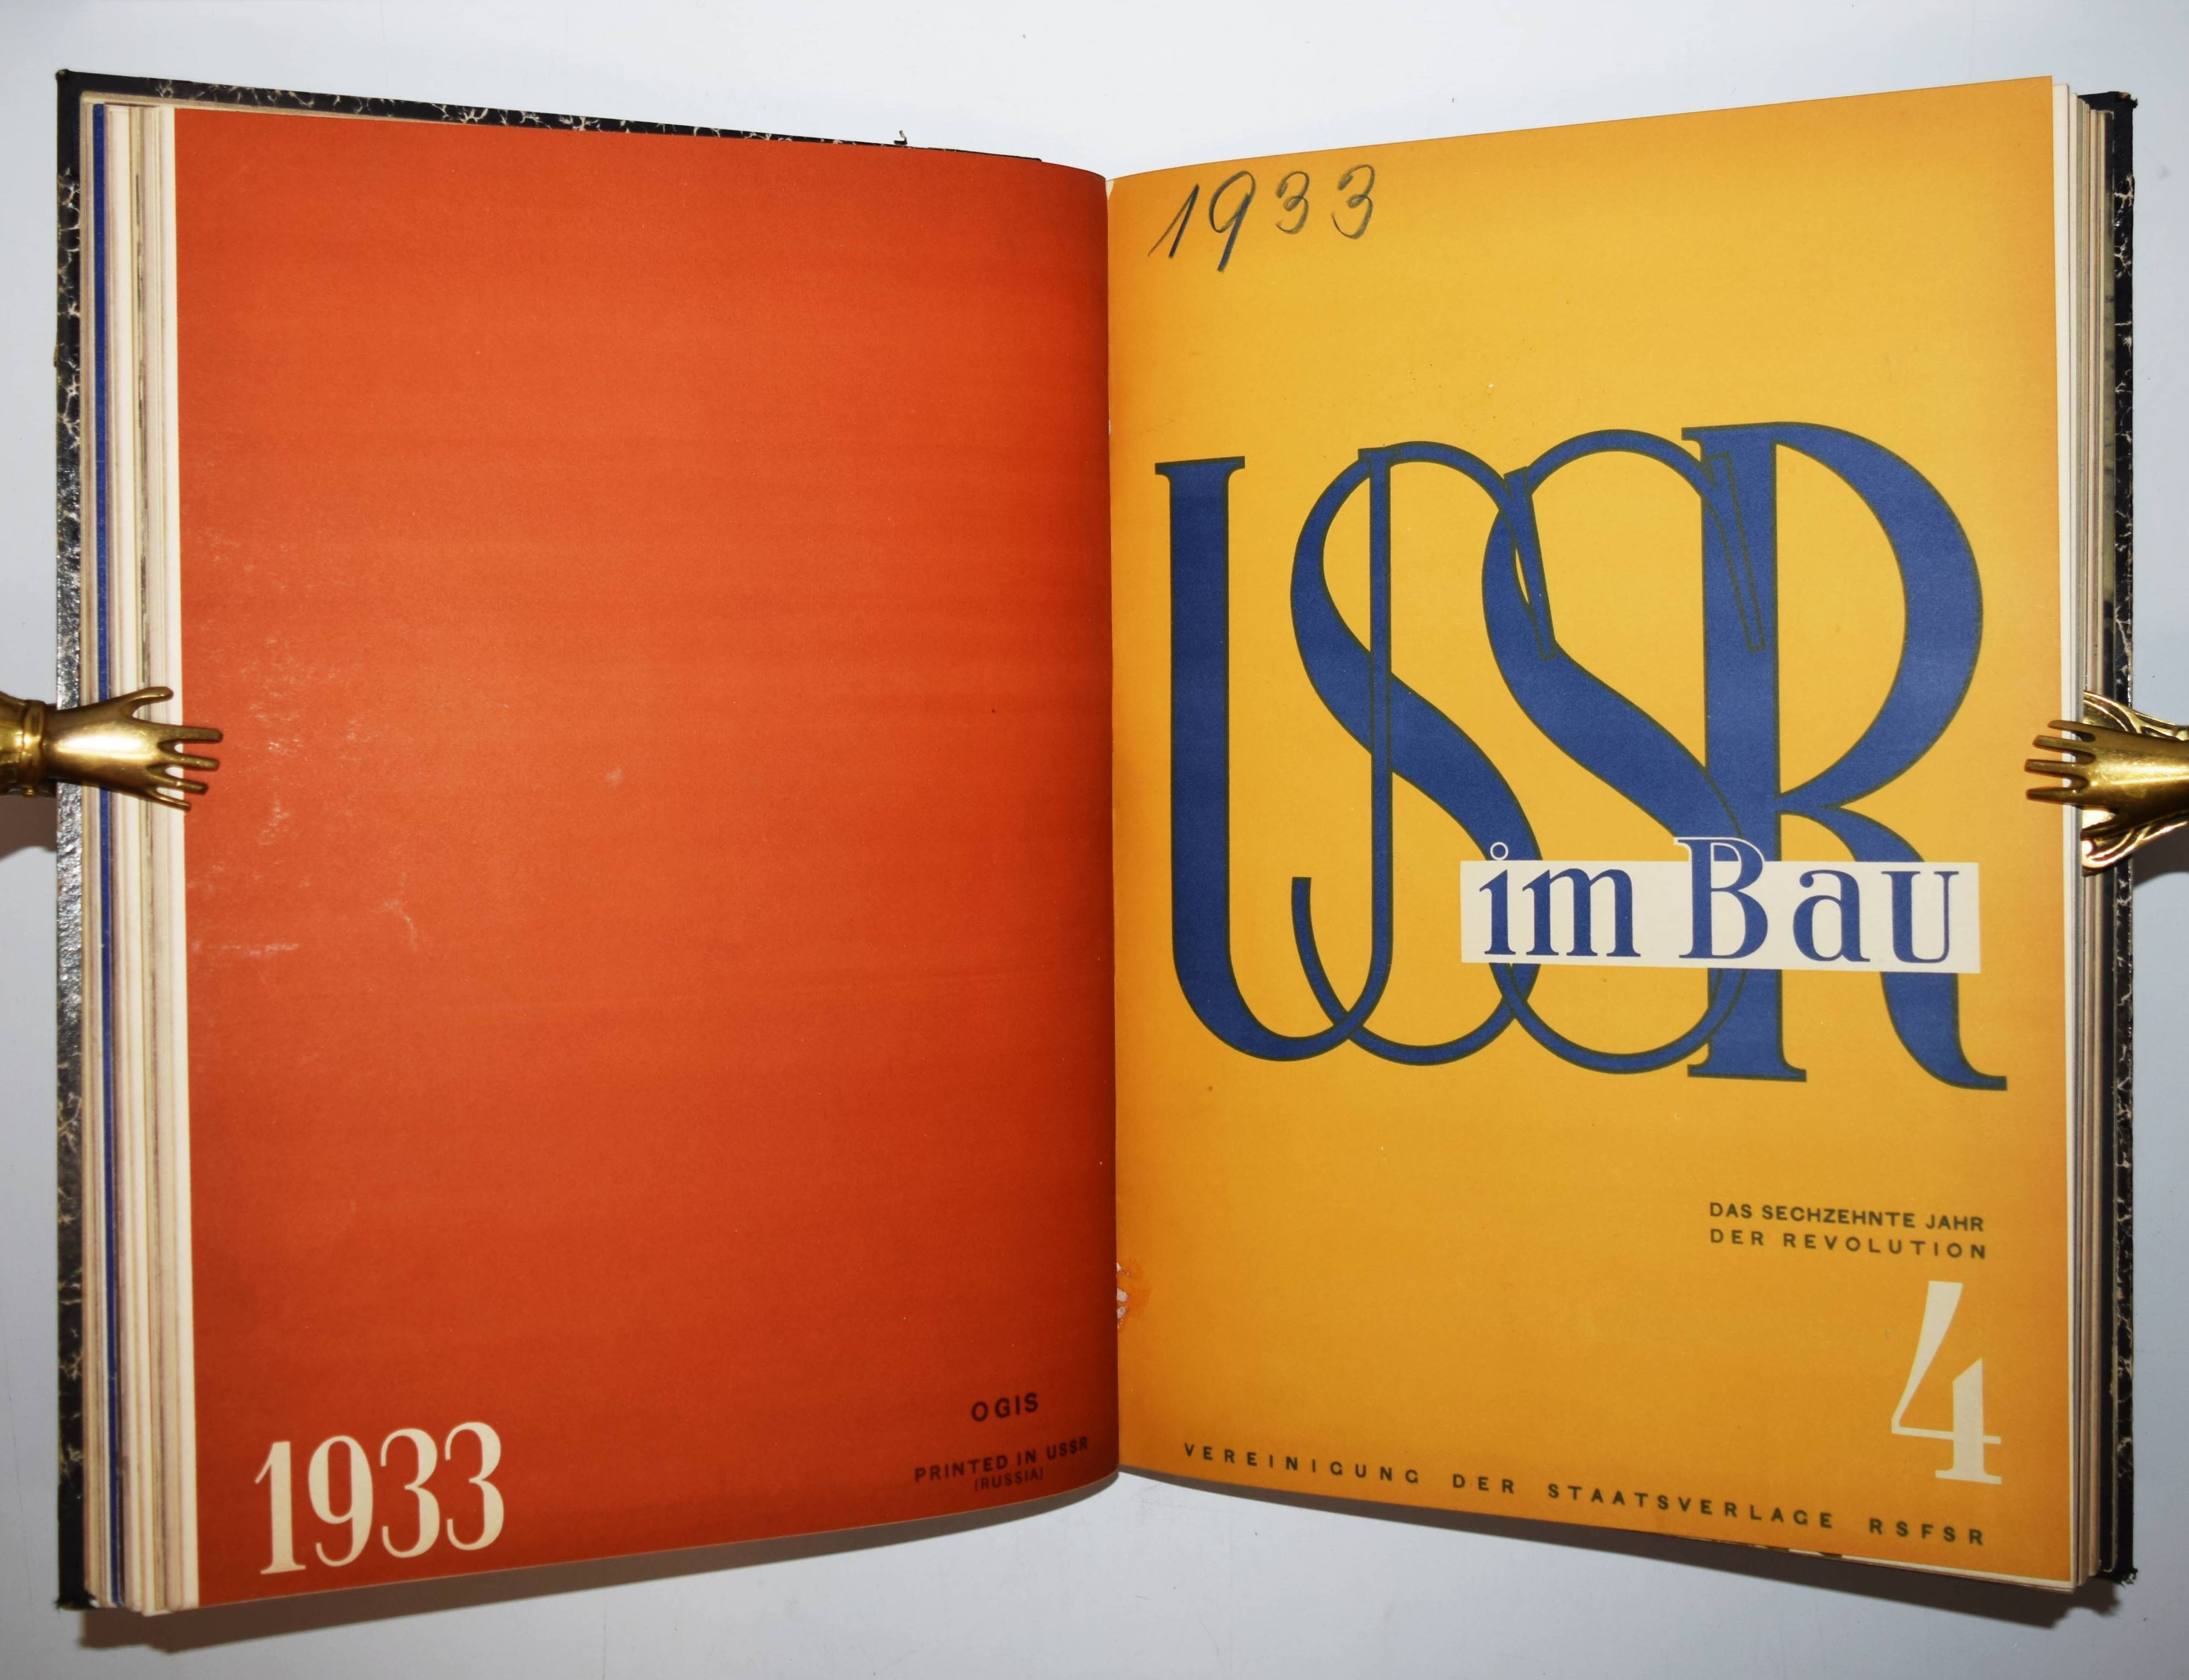 1933
OGIS
PRINTED IN USSR
(RUSSIA)
1933
USSR
im Bau
DAS SECHZEHNTE JAHR
DER REVOLUTION
4
VEREINIGUNG DER STAATSVERLAGE RSFSR